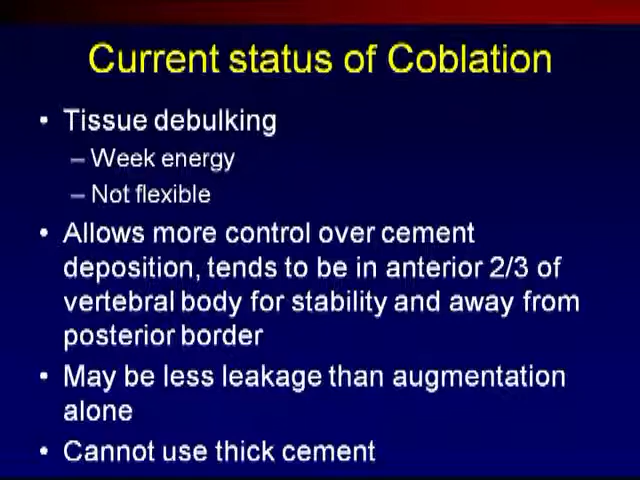 Current status of Coblation
• Tissue debulking
– Week energy
– Not flexible
• Allows more control over cement
deposition, tends to be in anterior 2/3 of
vertebral body for stability and away from
posterior border
• May be less leakage than augmentation
alone
• Cannot use thick cement